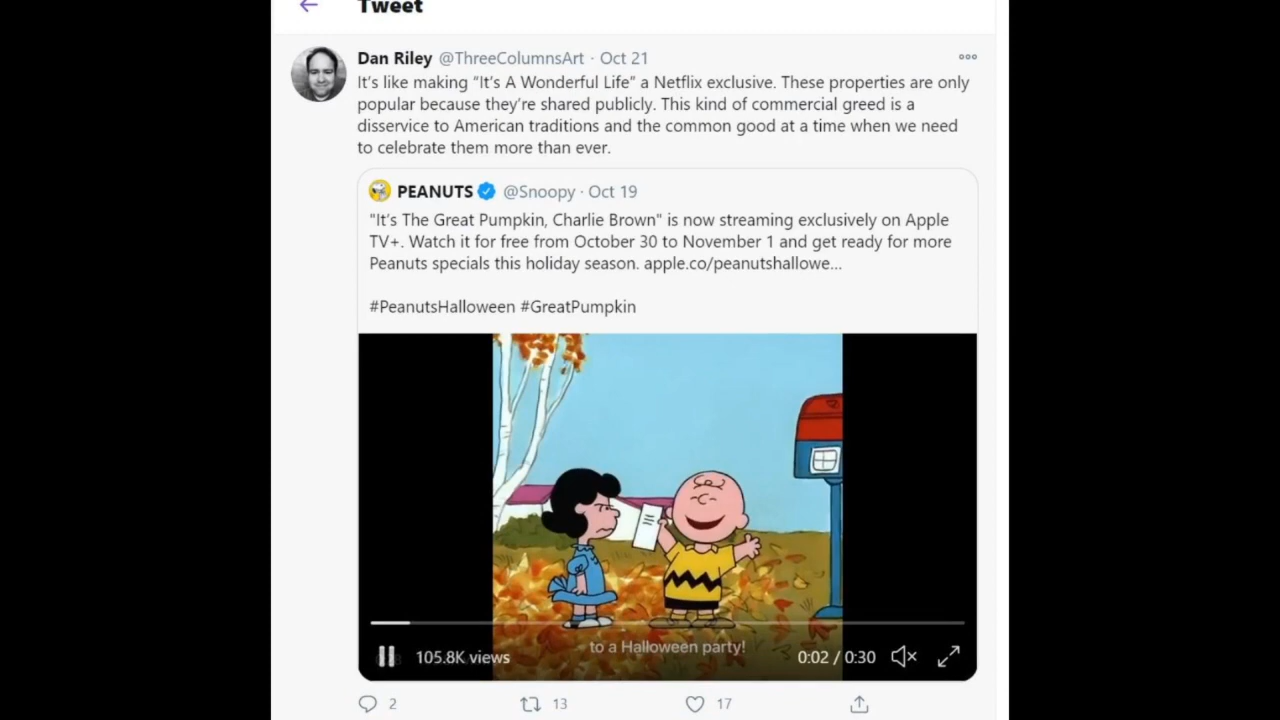 Tweet
Dan Riley @ThreeColumnsArt · Oct 21
It's like making “It's A Wonderful Life” a Netflix exclusive. These properties are only
popular because they're shared publicly. This kind of commercial greed is a
disservice to American traditions and the common good at a time when we need
to celebrate them more than ever.
PEANUTS @Snoopy · Oct 19
"It's The Great Pumpkin, Charlie Brown" is now streaming exclusively on Apple
TV+. Watch it for free from October 30 to November 1 and get ready for more
Peanuts specials this holiday season. apple.co/peanutshallowe...
#PeanutsHalloween #GreatPumpkin
to a Halloween party!
105.8K views
0:02 / 0:30
2 13 17